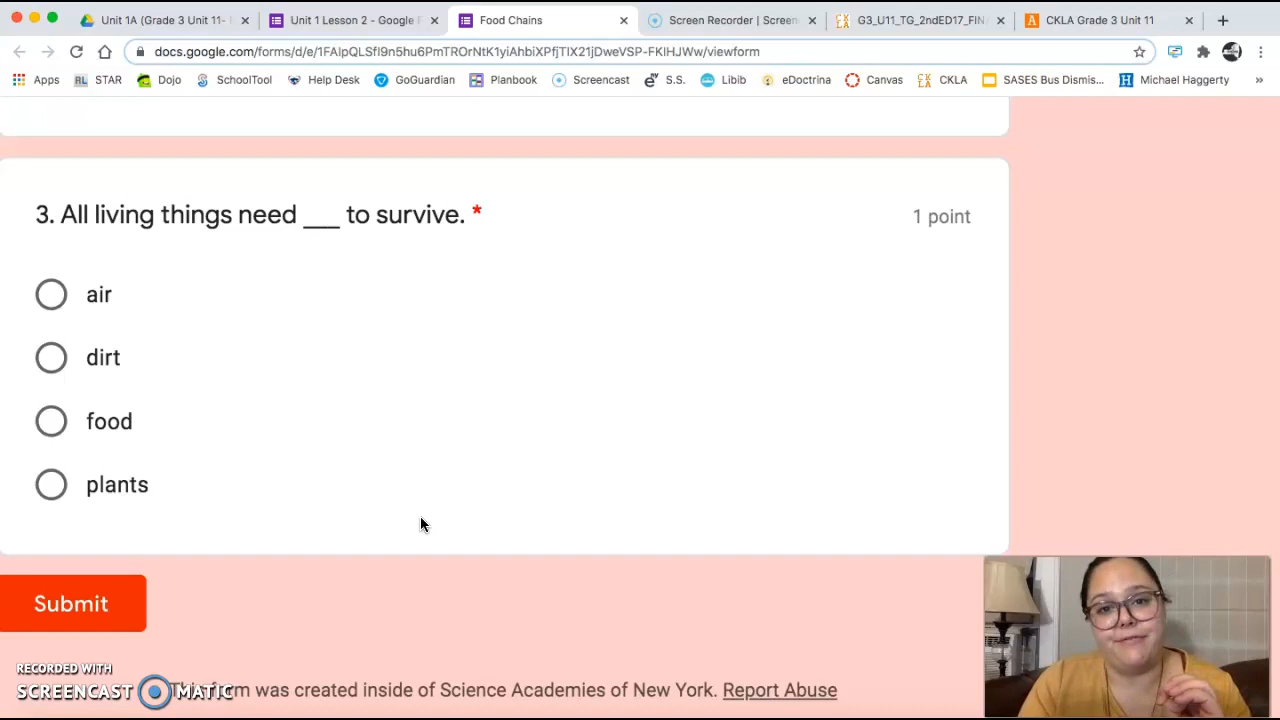 Unit 1A (Grade 3 Unit 11-
Unit 1 Lesson 2 - Google F
Food Chains
Screen Recorder | Screen
G3_U11_TG_2ndED17_FIN
CKLA Grade 3 Unit 11
docs.google.com/forms/d/e/1FAIpQLSfI9n5hu6PmTROrNtK1yiAhbiXPfjTIX21jDweVSP-FKIHJWw/viewform
Apps RL STAR Dojo SchoolTool Help Desk GoGuardian Planbook Screencast S.S. Libib eDoctrina Canvas CKLA SASES Bus Dismis... Michael Haggerty »
3. All living things need ___ to survive. *
1 point
air
dirt
food
plants
Submit
RECORDED WITH
SCREENCAST MATIC
form was created inside of Science Academies of New York. Report Abuse